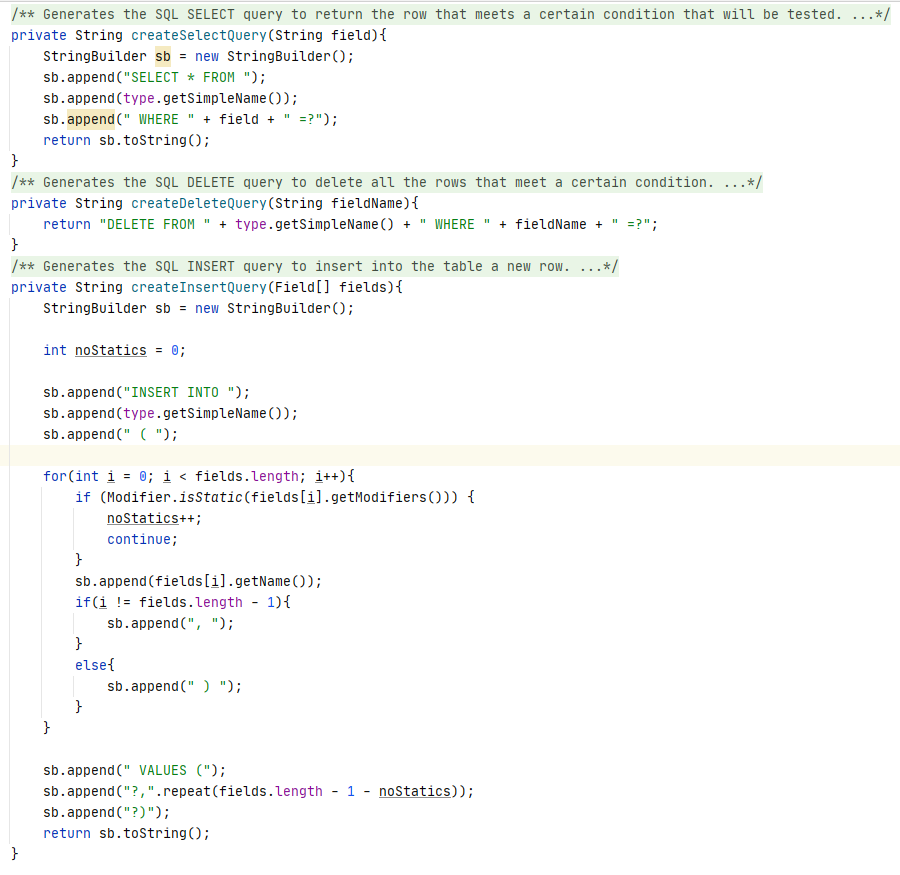 /** Generates the SQL SELECT query to return the row that meets a certain condition that will be tested. ...*/
private String createSelectQuery(String field){
    StringBuilder sb = new StringBuilder();
    sb.append("SELECT * FROM ");
    sb.append(type.getSimpleName());
    sb.append(" WHERE " + field + " =?");
    return sb.toString();
}
/** Generates the SQL DELETE query to delete all the rows that meet a certain condition. ...*/
private String createDeleteQuery(String fieldName){
    return "DELETE FROM " + type.getSimpleName() + " WHERE " + fieldName + " =?";
}
/** Generates the SQL INSERT query to insert into the table a new row. ...*/
private String createInsertQuery(Field[] fields){
    StringBuilder sb = new StringBuilder();
    int noStatics = 0;
    sb.append("INSERT INTO ");
    sb.append(type.getSimpleName());
    sb.append(" ( ");
    for(int i = 0; i < fields.length; i++){
        if (Modifier.isStatic(fields[i].getModifiers())) {
            noStatics++;
            continue;
        }
        sb.append(fields[i].getName());
        if(i != fields.length - 1){
            sb.append(", ");
        }
        else{
            sb.append(" ) ");
        }
    }
    sb.append(" VALUES (");
    sb.append("?,".repeat(fields.length - 1 - noStatics));
    sb.append("?)");
    return sb.toString();
}